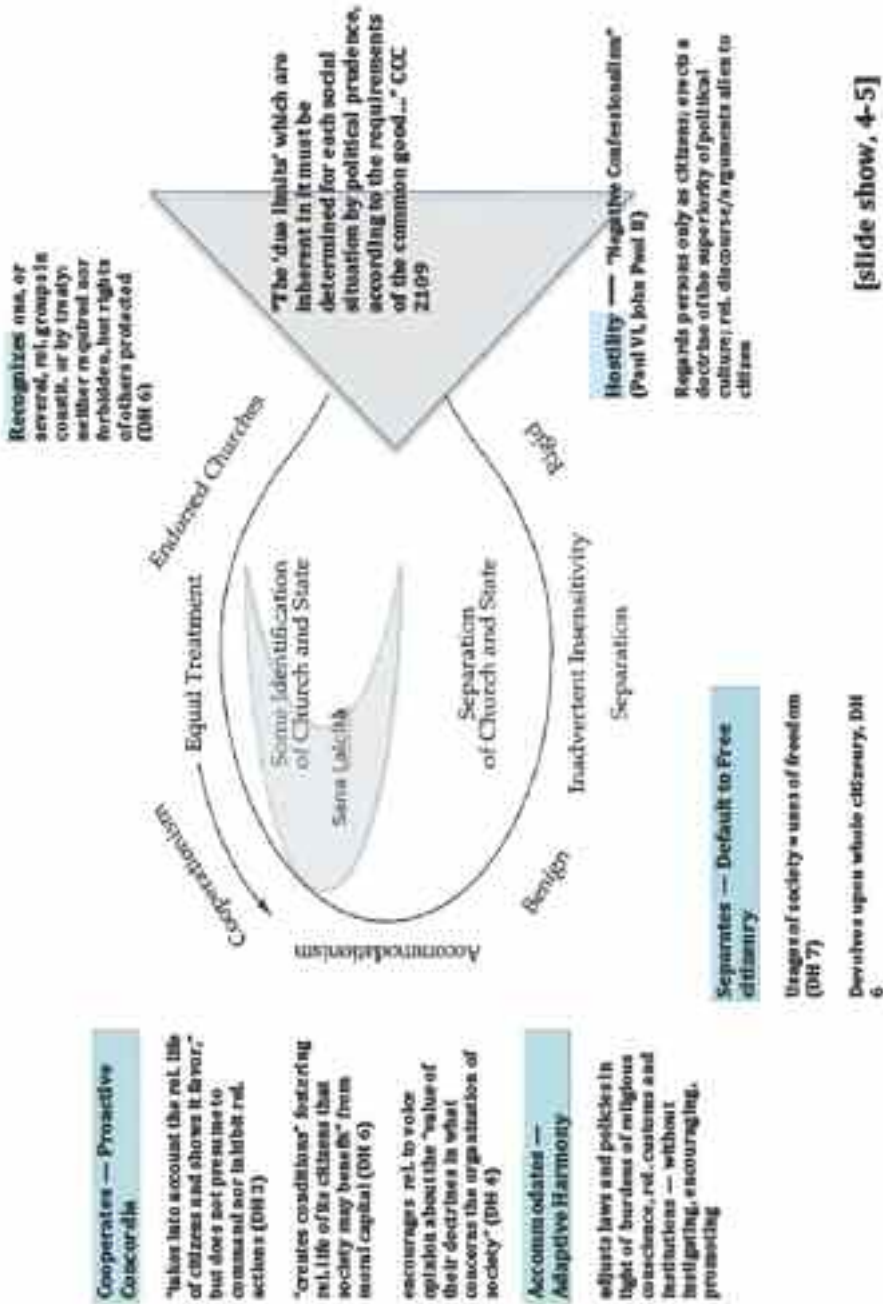 Cooperates — Proactive
Concordia
"takes into account the rel. life
of citizens and shows it favor,"
but does not presume to
command nor inhibit rel.
actions (DH 3)
"creates conditions" fostering
rel. life of its citizens that
society may benefit" from
moral capital (DH 6)
encourages rel. to voice
opinion about the "value of
their doctrines in what
concerns the organization of
society" (DH 4)
Accommodates —
Adaptive Harmony
adjusts laws and policies in
light of burdens of religious
conscience, rel. customs and
institutions — without
instigating, encouraging,
promoting
Separates — Default to Free
citizenry
Usages of society = uses of freedom
(DH 7)
Devolves upon whole citizenry, DH
6
Cooperationism
Accommodationism
Benign
Equal Treatment
Endorsed Churches
Some Identification
of Church and State
Sana Laicità
Separation
of Church and State
Inadvertent Insensitivity
Separation
Rigid
Recognizes one, or
several, rel. groups in
constit. or by treaty:
neither required nor
forbidden, but rights
of others protected
(DH 6)
"The 'due limits' which are
inherent in it must be
determined for each social
situation by political prudence,
according to the requirements
of the common good..." CCC
2109
Hostility — "Negative Confessionalism"
(Paul VI, John Paul II)
Regards persons only as citizens; erects a
doctrine of the superiority of political
culture; rel. discourse/arguments alien to
citizen
[slide show, 4-5]